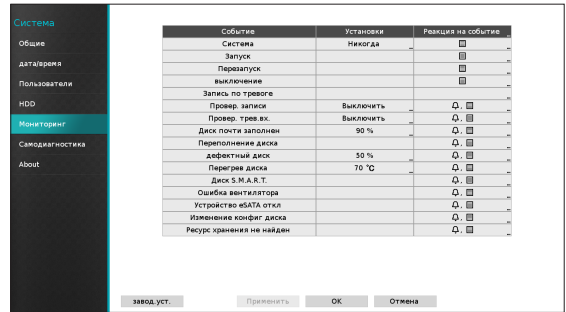 Система
Общие
дата/время
Пользователи
HDD
Мониторинг
Самодиагностика
About
Событие Установки Реакция на событие
Система Никогда
Запуск
Перезапуск
выключение
Запись по тревоге
Провер. записи Выключить
Провер. трев.вх. Выключить
Диск почти заполнен 90 %
Переполнение диска
дефектный диск 50 %
Перегрев диска 70 °C
Диск S.M.A.R.T.
Ошибка вентилятора
Устройство eSATA откл
Изменение конфиг диска
Ресурс хранения не найден
завод.уст. Применить OK Отмена